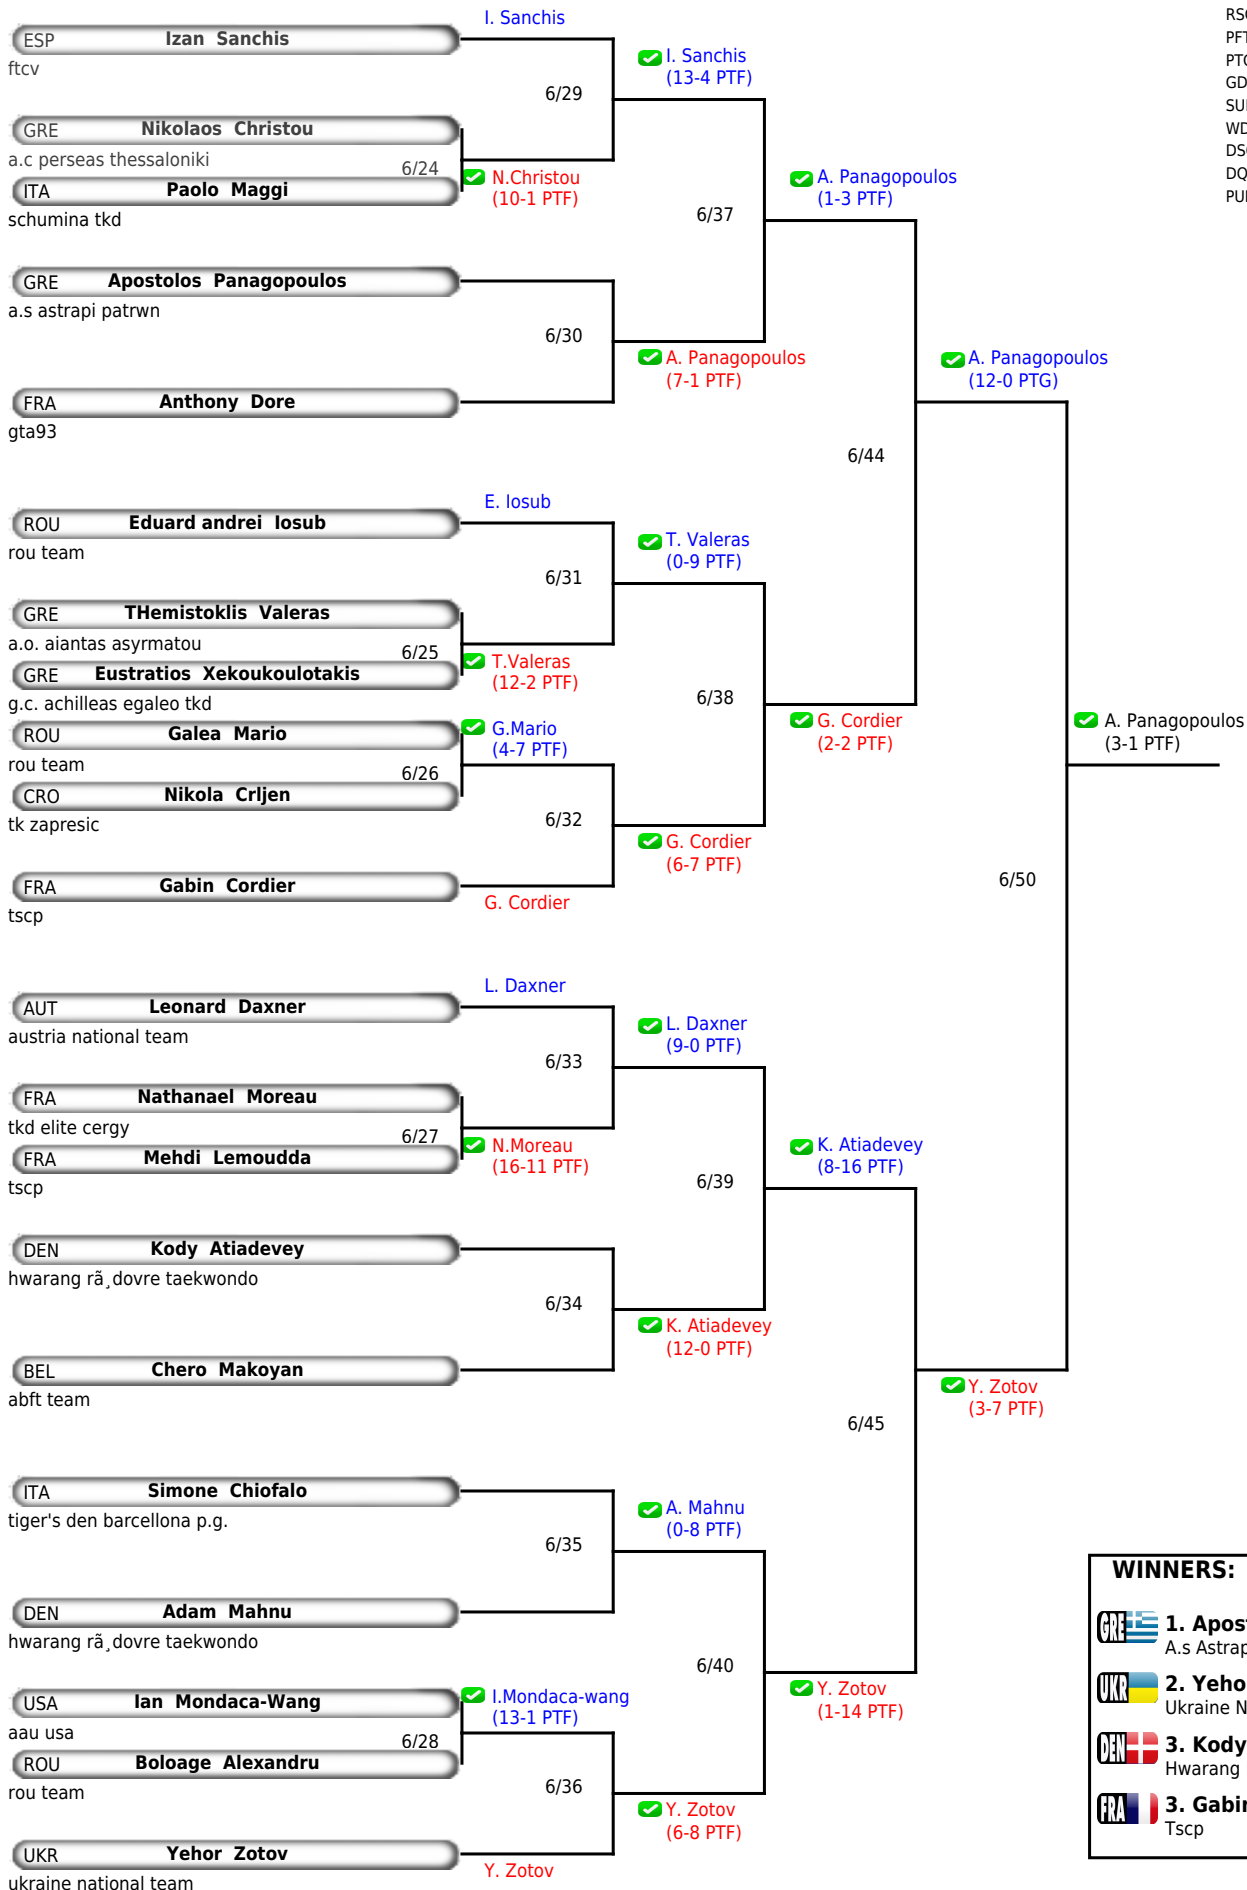 I. Sanchis
ESP Izan Sanchis
ftcv
I. Sanchis
(13-4 PTF)
6/29
GRE Nikolaos Christou
a.c perseas thessaloniki
6/24
ITA Paolo Maggi
schumina tkd
N.Christou
(10-1 PTF)
A. Panagopoulos
(1-3 PTF)
6/37
GRE Apostolos Panagopoulos
a.s astrapi patrwn
6/30
A. Panagopoulos
(7-1 PTF)
FRA Anthony Dore
gta93
A. Panagopoulos
(12-0 PTG)
6/44
E. Iosub
ROU Eduard andrei Iosub
rou team
T. Valeras
(0-9 PTF)
6/31
GRE THemistoklis Valeras
a.o. aiantas asyrmatou
6/25
GRE Eustratios Xekoukoulotakis
g.c. achilleas egaleo tkd
T.Valeras
(12-2 PTF)
6/38
ROU Galea Mario
rou team
G.Mario
(4-7 PTF)
G. Cordier
(2-2 PTF)
A. Panagopoulos
(3-1 PTF)
6/26
CRO Nikola Crljen
tk zapresic
6/32
G. Cordier
(6-7 PTF)
FRA Gabin Cordier
tscp
G. Cordier
6/50
L. Daxner
AUT Leonard Daxner
austria national team
L. Daxner
(9-0 PTF)
6/33
FRA Nathanael Moreau
tkd elite cergy
6/27
FRA Mehdi Lemoudda
tscp
N.Moreau
(16-11 PTF)
K. Atiadevey
(8-16 PTF)
6/39
DEN Kody Atiadevey
hwarang rã¸dovre taekwondo
6/34
K. Atiadevey
(12-0 PTF)
BEL Chero Makoyan
abft team
Y. Zotov
(3-7 PTF)
6/45
ITA Simone Chiofalo
tiger's den barcellona p.g.
A. Mahnu
(0-8 PTF)
6/35
DEN Adam Mahnu
hwarang rã¸dovre taekwondo
6/40
USA Ian Mondaca-Wang
aau usa
I.Mondaca-wang
(13-1 PTF)
Y. Zotov
(1-14 PTF)
6/28
ROU Boloage Alexandru
rou team
6/36
Y. Zotov
(6-8 PTF)
UKR Yehor Zotov
ukraine national team
Y. Zotov
PTG
GD
WD
WINNERS:
GRE 1. Apost
A.s Astrap
UKR 2. Yeho
Ukraine N
DEN 3. Kody
Hwarang
FRA 3. Gabin
Tscp